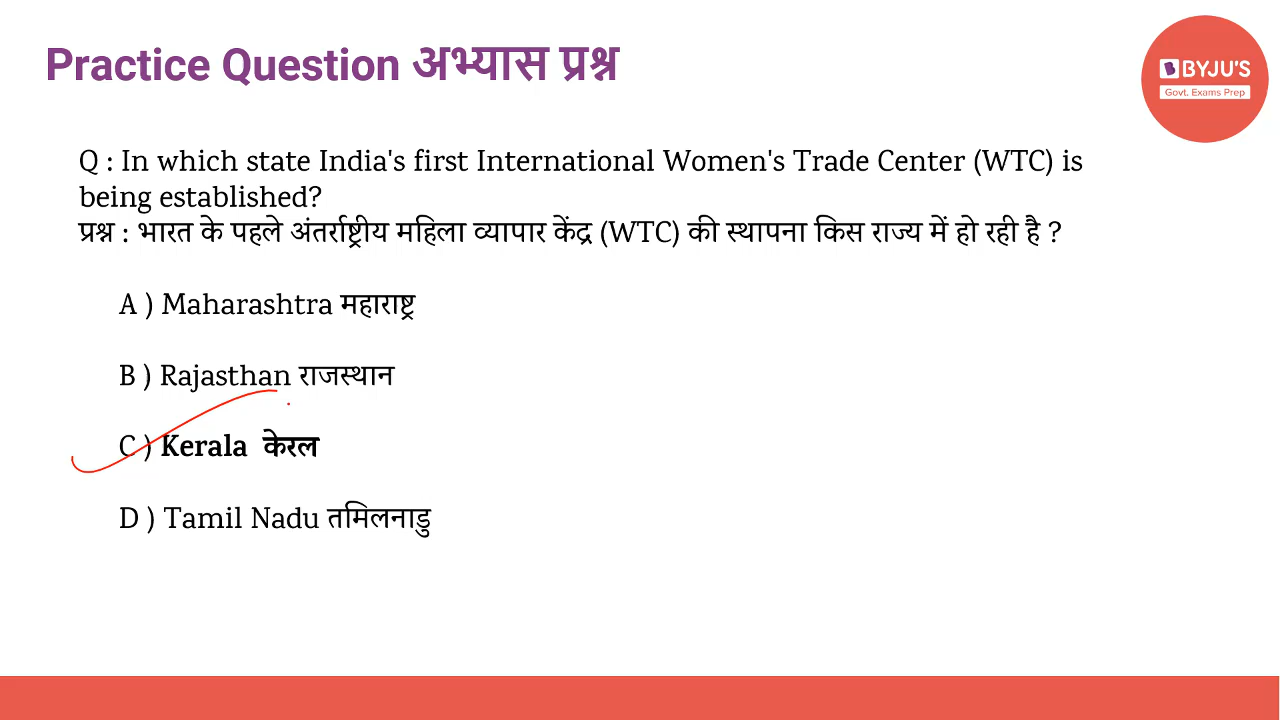 Practice Question अभ्यास प्रश्न
BYJU'S
Govt. Exams Prep
Q : In which state India's first International Women's Trade Center (WTC) is
being established?
प्रश्न : भारत के पहले अंतर्राष्ट्रीय महिला व्यापार केंद्र (WTC) की स्थापना किस राज्य में हो रही है ?
A ) Maharashtra महाराष्ट्र
B ) Rajasthan राजस्थान
C ) Kerala केरल
D ) Tamil Nadu तमिलनाडु